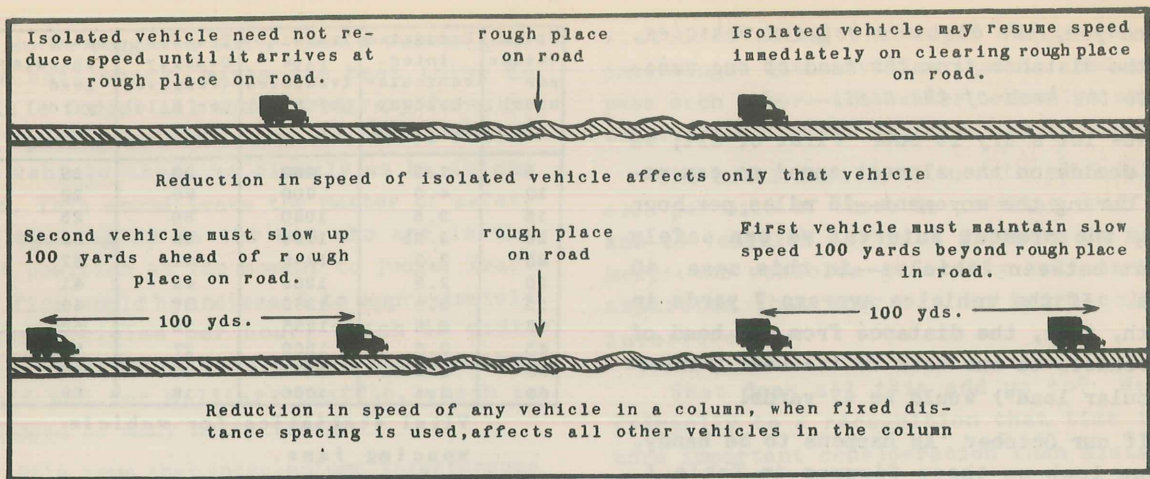 Isolated vehicle need not re-
duce speed until it arrives at
rough place on road.
rough place
on road
Isolated vehicle may resume speed
immediately on clearing rough place
on road.
Reduction in speed of isolated vehicle affects only that vehicle
Second vehicle must slow up
100 yards ahead of rough
place on road.
rough place
on road
First vehicle must maintain slow
speed 100 yards beyond rough place
in road.
100 yds.
100 yds.
Reduction in speed of any vehicle in a column, when fixed dis-
tance spacing is used,affects all other vehicles in the column